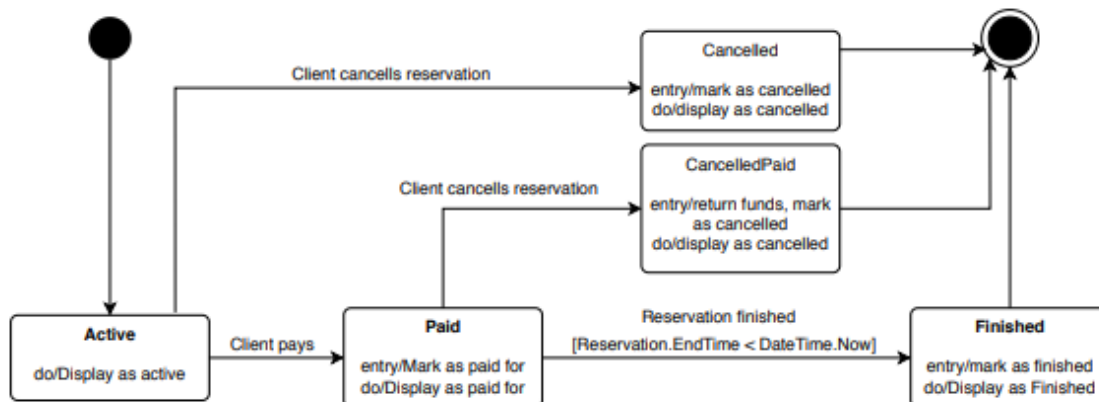 Cancelled
entry/mark as cancelled
do/display as cancelled
Client cancells reservation
CancelledPaid
entry/return funds, mark
as cancelled
do/display as cancelled
Client cancells reservation
Active
do/Display as active
Client pays
Paid
entry/Mark as paid for
do/Display as paid for
Reservation finished
[Reservation.EndTime < DateTime.Now]
Finished
entry/mark as finished
do/Display as Finished